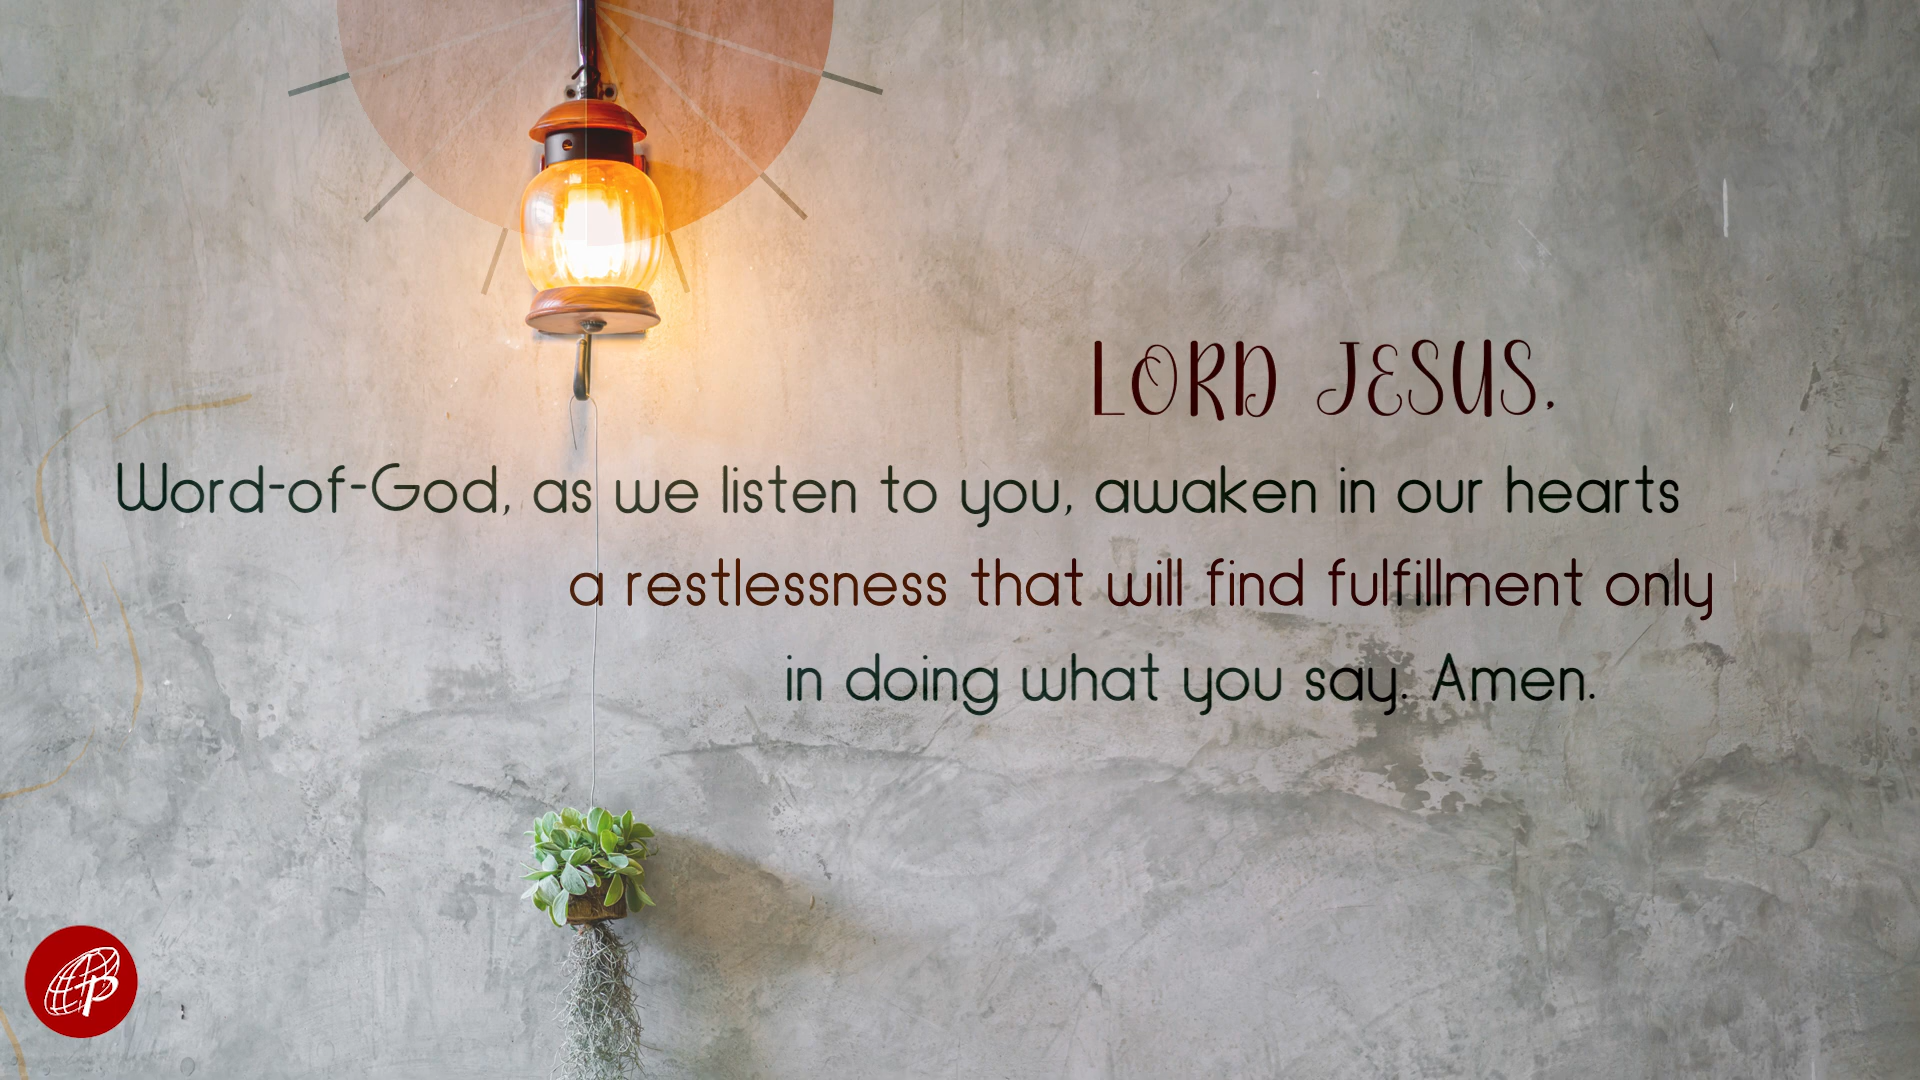 LORD JESUS,
Word-of-God, as we listen to you, awaken in our hearts
a restlessness that will find fulfillment only
in doing what you say. Amen.
p